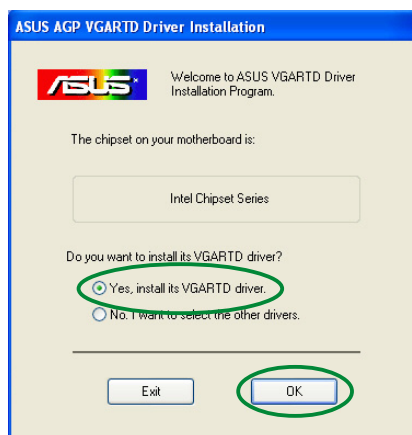 ASUS AGP VGARTD Driver Installation
ASUS
Welcome to ASUS VGARTD Driver
Installation Program.
The chipset on your motherboard is:
Intel Chipset Series
Do you want to install its VGARTD driver?
Yes, install its VGARTD driver.
No. I want to select the other drivers.
Exit
OK